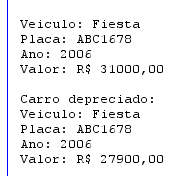 Veiculo: Fiesta
Placa: ABC1678
Ano: 2006
Valor: R$ 31000,00
Carro depreciado:
Veiculo: Fiesta
Placa: ABC1678
Ano: 2006
Valor: R$ 27900,00